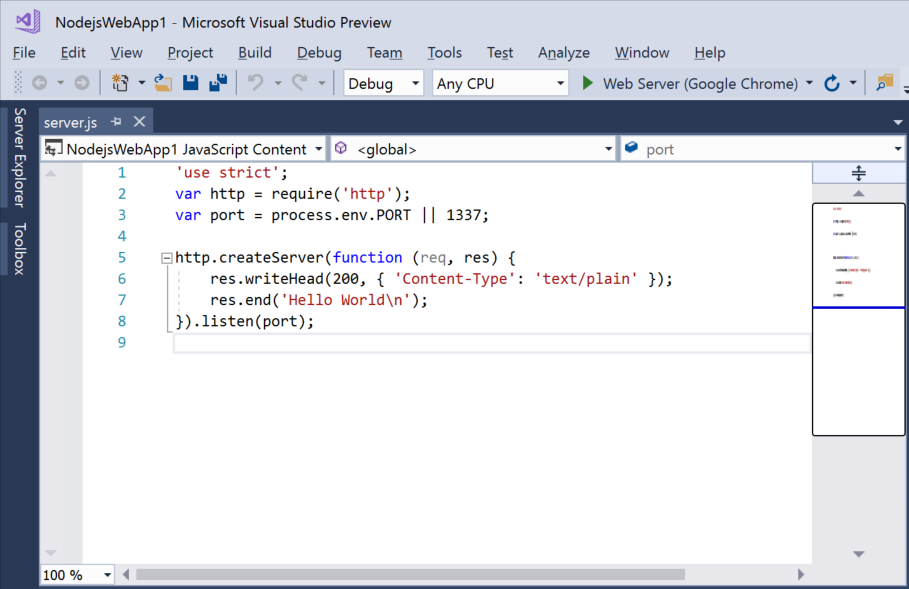 NodejsWebApp1 - Microsoft Visual Studio Preview
File Edit View Project Build Debug Team Tools Test Analyze Window Help
Debug Any CPU Web Server (Google Chrome)
Server Explorer
Toolbox
server.js
NodejsWebApp1 JavaScript Content <global> port
1 'use strict';
2 var http = require('http');
3 var port = process.env.PORT || 1337;
4
5 http.createServer(function (req, res) {
6 res.writeHead(200, { 'Content-Type': 'text/plain' });
7 res.end('Hello World\n');
8 }).listen(port);
9
100 %